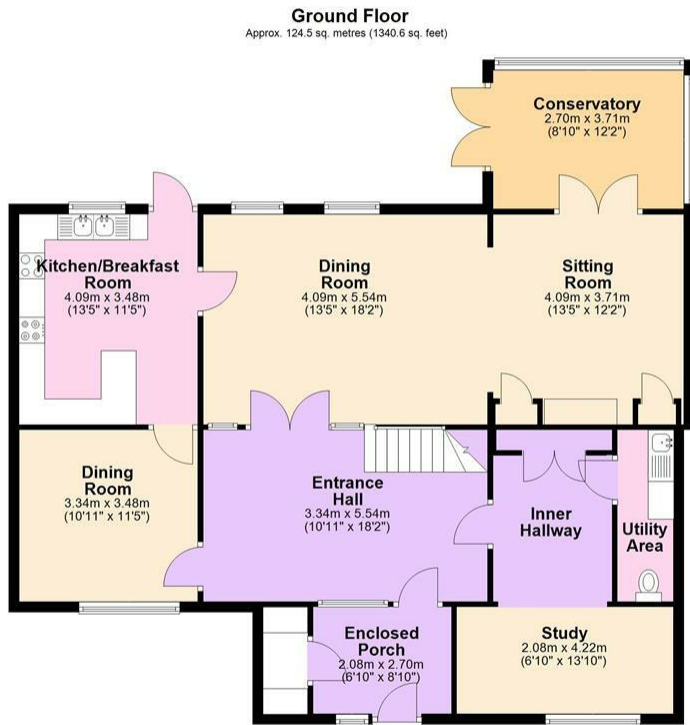 Ground Floor
Approx. 124.5 sq. metres (1340.6 sq. feet)
Conservatory
2.70m x 3.71m
(8'10" x 12'2")
Kitchen/Breakfast
Room
4.09m x 3.48m
(13'5" x 11'5")
Dining
Room
4.09m x 5.54m
(13'5" x 18'2")
Sitting
Room
4.09m x 3.71m
(13'5" x 12'2")
Dining
Room
3.34m x 3.48m
(10'11" x 11'5")
Entrance
Hall
3.34m x 5.54m
(10'11" x 18'2")
Inner
Hallway
Utility
Area
Enclosed
Porch
2.08m x 2.70m
(6'10" x 8'10")
Study
2.08m x 4.22m
(6'10" x 13'10")